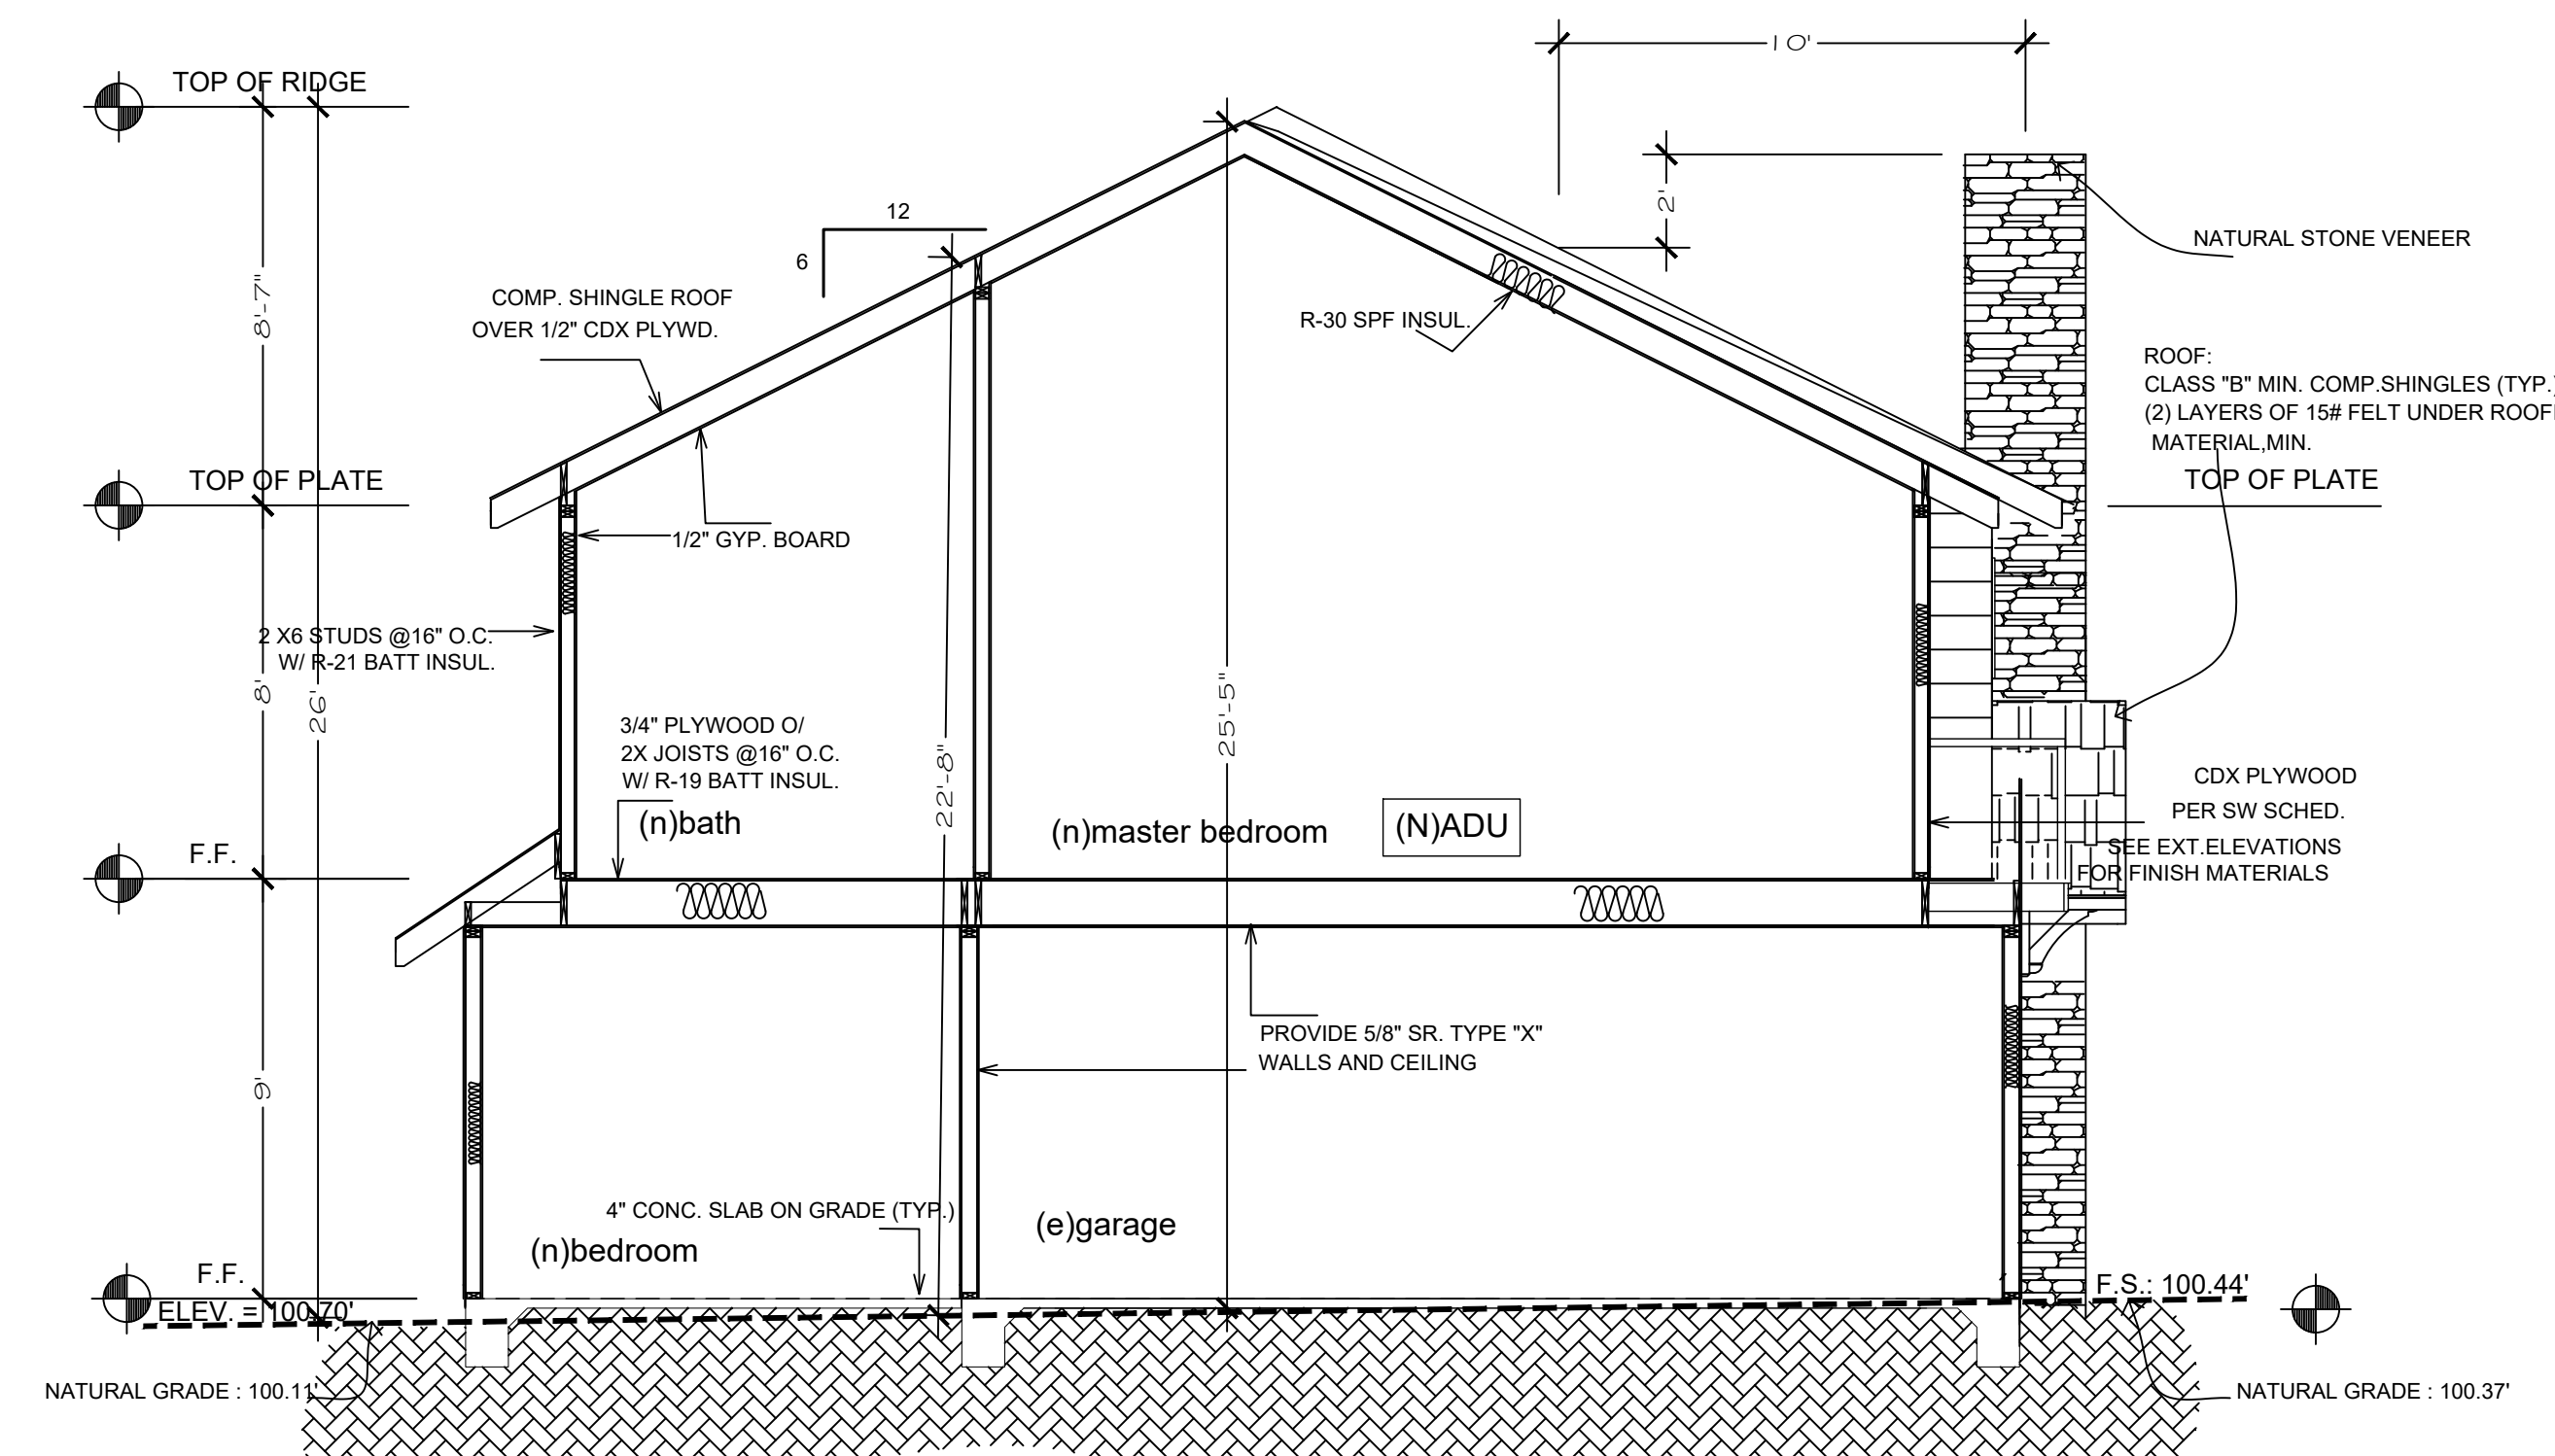 10'
TOP OF RIDGE
2'
12
6
NATURAL STONE VENEER
8'-7"
COMP. SHINGLE ROOF
OVER 1/2" CDX PLYWD.
R-30 SPF INSUL.
ROOF:
CLASS "B" MIN. COMP.SHINGLES (TYP.)
(2) LAYERS OF 15# FELT UNDER
MATERIAL,MIN.
TOP OF PLATE
TOP OF PLATE
1/2" GYP. BOARD
2 X6 STUDS @16" O.C.
W/ R-21 BATT INSUL.
8'
26'
25'-5"
22'-8"
3/4" PLYWOOD O/
2X JOISTS @16" O.C.
W/ R-19 BATT INSUL.
(n)bath
(n)master bedroom
(N)ADU
CDX PLYWOOD
PER SW SCHED.
SEE EXT.ELEVATIONS
FOR FINISH MATERIALS
F.F.
PROVIDE 5/8" SR. TYPE "X"
WALLS AND CEILING
9'
4" CONC. SLAB ON GRADE (TYP.)
(n)bedroom
(e)garage
F.F.
ELEV. = 100.70'
F.S.: 100.44'
NATURAL GRADE : 100.11'
NATURAL GRADE : 100.37'